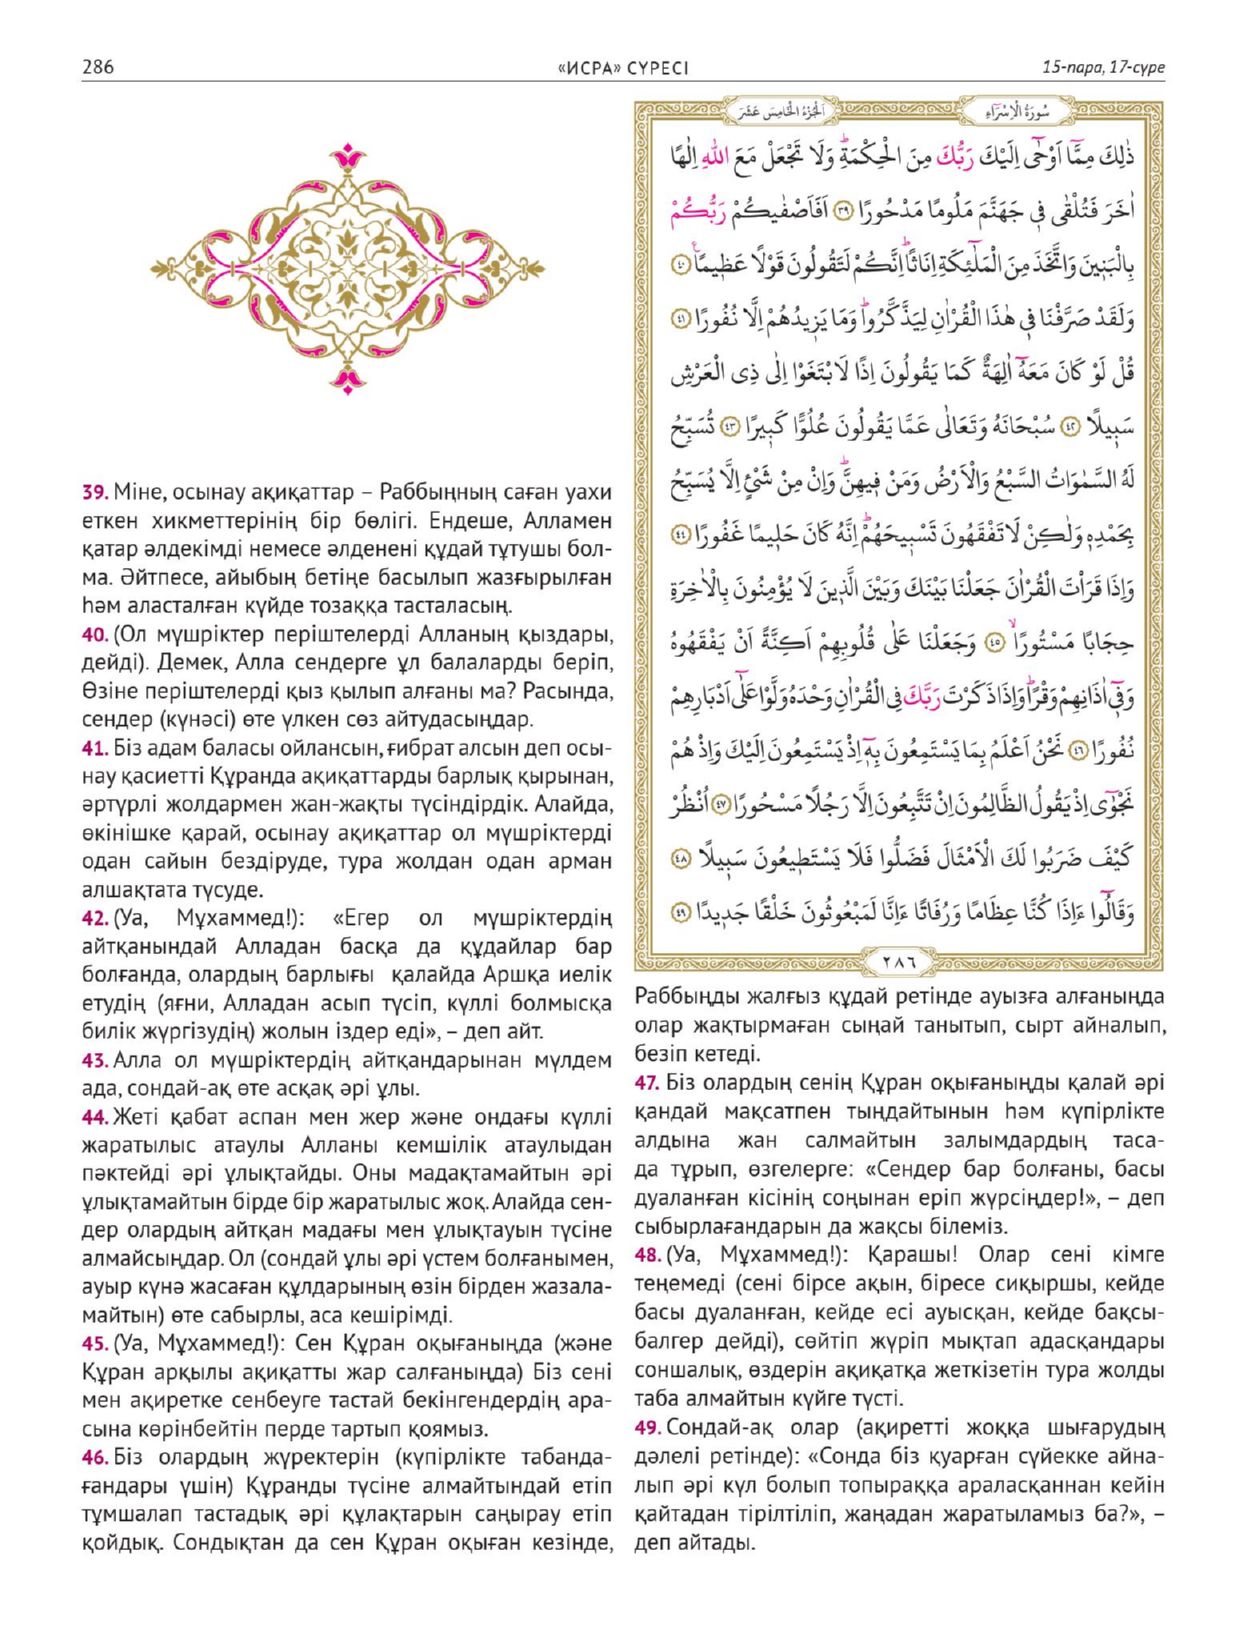 286
«ИСРА» СҮРЕСІ
15-пара, 17-сүре
39. Міне, осынау ақиқаттар – Раббыңның саған уахи
еткен хикметтерінің бір бөлігі. Ендеше, Алламен
қатар әлдекімді немесе әлденені құдай тұтушы бол-
ма. Әйтпесе, айыбың бетіңе басылып жазғырылған
һәм аласталған күйде тозаққа тасталасың.
40. (Ол мүшріктер періштелерді Алланың қыздары,
дейді). Демек, Алла сендерге ұл балаларды беріп,
Өзіне періштелерді қыз қылып алғаны ма? Расында,
сендер (күнәсі) өте үлкен сөз айтудасыңдар.
41. Біз адам баласы ойлансын, ғибрат алсын деп осы-
нау қасиетті Құранда ақиқаттарды барлық қырынан,
әртүрлі жолдармен жан-жақты түсіндірдік. Алайда,
өкінішке қарай, осынау ақиқаттар ол мүшріктерді
одан сайын бездіруде, тура жолдан одан арман
алшақтата түсуде.
42. (Уа, Мұхаммед!): «Егер ол мүшріктердің
айтқанындай Алладан басқа да құдайлар бар
болғанда, олардың барлығы қалайда Аршқа иелік
етудің (яғни, Алладан асып түсіп, күллі болмысқа
билік жүргізудің) жолын іздер еді», – деп айт.
43. Алла ол мүшріктердің айтқандарынан мүлдем
ада, сондай-ақ өте асқақ әрі ұлы.
44. Жеті қабат аспан мен жер және ондағы күллі
жаратылыс атаулы Алланы кемшілік атаулыдан
пәктейді әрі ұлықтайды. Оны мадақтамайтын әрі
ұлықтамайтын бірде бір жаратылыс жоқ. Алайда сен-
дер олардың айтқан мадағы мен ұлықтауын түсіне
алмайсыңдар. Ол (сондай ұлы әрі үстем болғанымен,
ауыр күнә жасаған құлдарының өзін бірден жазала-
майтын) өте сабырлы, аса кешірімді.
45. (Уа, Мұхаммед!): Сен Құран оқығаныңда (және
Құран арқылы ақиқатты жар салғаныңда) Біз сені
мен ақиретке сенбеуге тастай бекінгендердің ара-
сына көрінбейтін перде тартып қоямыз.
46. Біз олардың жүректерін (күпірлікте табанда-
ғандары үшін) Құранды түсіне алмайтындай етіп
тұмшалап тастадық әрі құлақтарын саңырау етіп
қойдық. Сондықтан да сен Құран оқыған кезінде,
اَلْجُزْءُ الْخَامِسَ عَشَرَ
سُورَةُ الْاِسْرَاءِ
ذٰلِكَ مِمَّا اَوْحٰٓى اِلَيْكَ رَبُّكَ مِنَ الْحِكْمَةِۜ وَلَا تَجْعَلْ مَعَ اللّٰهِ اِلٰهًا
اٰخَرَ فَتُلْقٰى ف۪ي جَهَنَّمَ مَلُومًا مَدْحُورًا ﴿٣٩﴾ اَفَاَصْفٰيكُمْ رَبُّكُمْ
بِالْبَن۪ينَ وَاتَّخَذَ مِنَ الْمَلٰٓئِكَةِ اِنَاثًاۜ اِنَّكُمْ لَتَقُولُونَ قَوْلًا عَظ۪يمًا۟ ﴿٤٠﴾
وَلَقَدْ صَرَّفْنَا ف۪ي هٰذَا الْقُرْاٰنِ لِيَذَّكَّرُواۜ وَمَا يَز۪يدُهُمْ اِلَّا نُفُورًا ﴿٤١﴾
قُلْ لَوْ كَانَ مَعَهُٓ اٰلِهَةٌ كَمَا يَقُولُونَ اِذًا لَابْتَغَوْا اِلٰى ذِي الْعَرْشِ
سَب۪يلًا ﴿٤٢﴾ سُبْحَانَهُ وَتَعَالٰى عَمَّا يَقُولُونَ عُلُوًّا كَب۪يرًا ﴿٤٣﴾ تُسَبِّحُ
لَهُ السَّمٰوَاتُ السَّبْعُ وَالْاَرْضُ وَمَنْ ف۪يهِنَّۜ وَاِنْ مِنْ شَيْءٍ اِلَّا يُسَبِّحُ
بِحَمْدِه۪ وَلٰكِنْ لَا تَفْقَهُونَ تَسْب۪يحَهُمْۜ اِنَّهُ كَانَ حَل۪يمًا غَفُورًا ﴿٤٤﴾
وَاِذَا قَرَأْتَ الْقُرْاٰنَ جَعَلْنَا بَيْنَكَ وَبَيْنَ الَّذ۪ينَ لَا يُؤْمِنُونَ بِالْاٰخِرَةِ
حِجَابًا مَسْتُورًاۙ ﴿٤٥﴾ وَجَعَلْنَا عَلٰى قُلُوبِهِمْ اَكِنَّةً اَنْ يَفْقَهُوهُ
وَف۪ٓي اٰذَانِهِمْ وَقْرًاۜ وَاِذَا ذَكَرْتَ رَبَّكَ فِي الْقُرْاٰنِ وَحْدَهُ وَلَّوْا عَلٰٓى اَدْبَارِهِمْ
نُفُورًا ﴿٤٦﴾ نَحْنُ اَعْلَمُ بِمَا يَسْتَمِعُونَ بِه۪ٓ اِذْ يَسْتَمِعُونَ اِلَيْكَ وَاِذْ هُمْ
نَجْوٰٓى اِذْ يَقُولُ الظَّالِمُونَ اِنْ تَتَّبِعُونَ اِلَّا رَجُلًا مَسْحُورًا ﴿٤٧﴾ اُنْظُرْ
كَيْفَ ضَرَبُوا لَكَ الْاَمْثَالَ فَضَلُّوا فَلَا يَسْتَط۪يعُونَ سَب۪يلًا ﴿٤٨﴾
وَقَالُٓوا ءَاِذَا كُنَّا عِظَامًا وَرُفَاتًا ءَاِنَّا لَمَبْعُوثُونَ خَلْقًا جَد۪يدًا ﴿٤٩﴾
٢٨٦
Раббыңды жалғыз құдай ретінде ауызға алғаныңда
олар жақтырмаған сыңай танытып, сырт айналып,
безіп кетеді.
47. Біз олардың сенің Құран оқығаныңды қалай әрі
қандай мақсатпен тыңдайтынын һәм күпірлікте
алдына жан салмайтын залымдардың таса-
да тұрып, өзгелерге: «Сендер бар болғаны, басы
дуаланған кісінің соңынан еріп жүрсіңдер!», – деп
сыбырлағандарын да жақсы білеміз.
48. (Уа, Мұхаммед!): Қарашы! Олар сені кімге
теңемеді (сені бірсе ақын, біресе сиқыршы, кейде
басы дуаланған, кейде есі ауысқан, кейде бақсы-
балгер дейді), сөйтіп жүріп мықтап адасқандары
соншалық, өздерін ақиқатқа жеткізетін тура жолды
таба алмайтын күйге түсті.
49. Сондай-ақ олар (ақиретті жоққа шығарудың
дәлелі ретінде): «Сонда біз қуарған сүйекке айна-
лып әрі күл болып топыраққа араласқаннан кейін
қайтадан тірілтіліп, жаңадан жаратыламыз ба?», –
деп айтады.